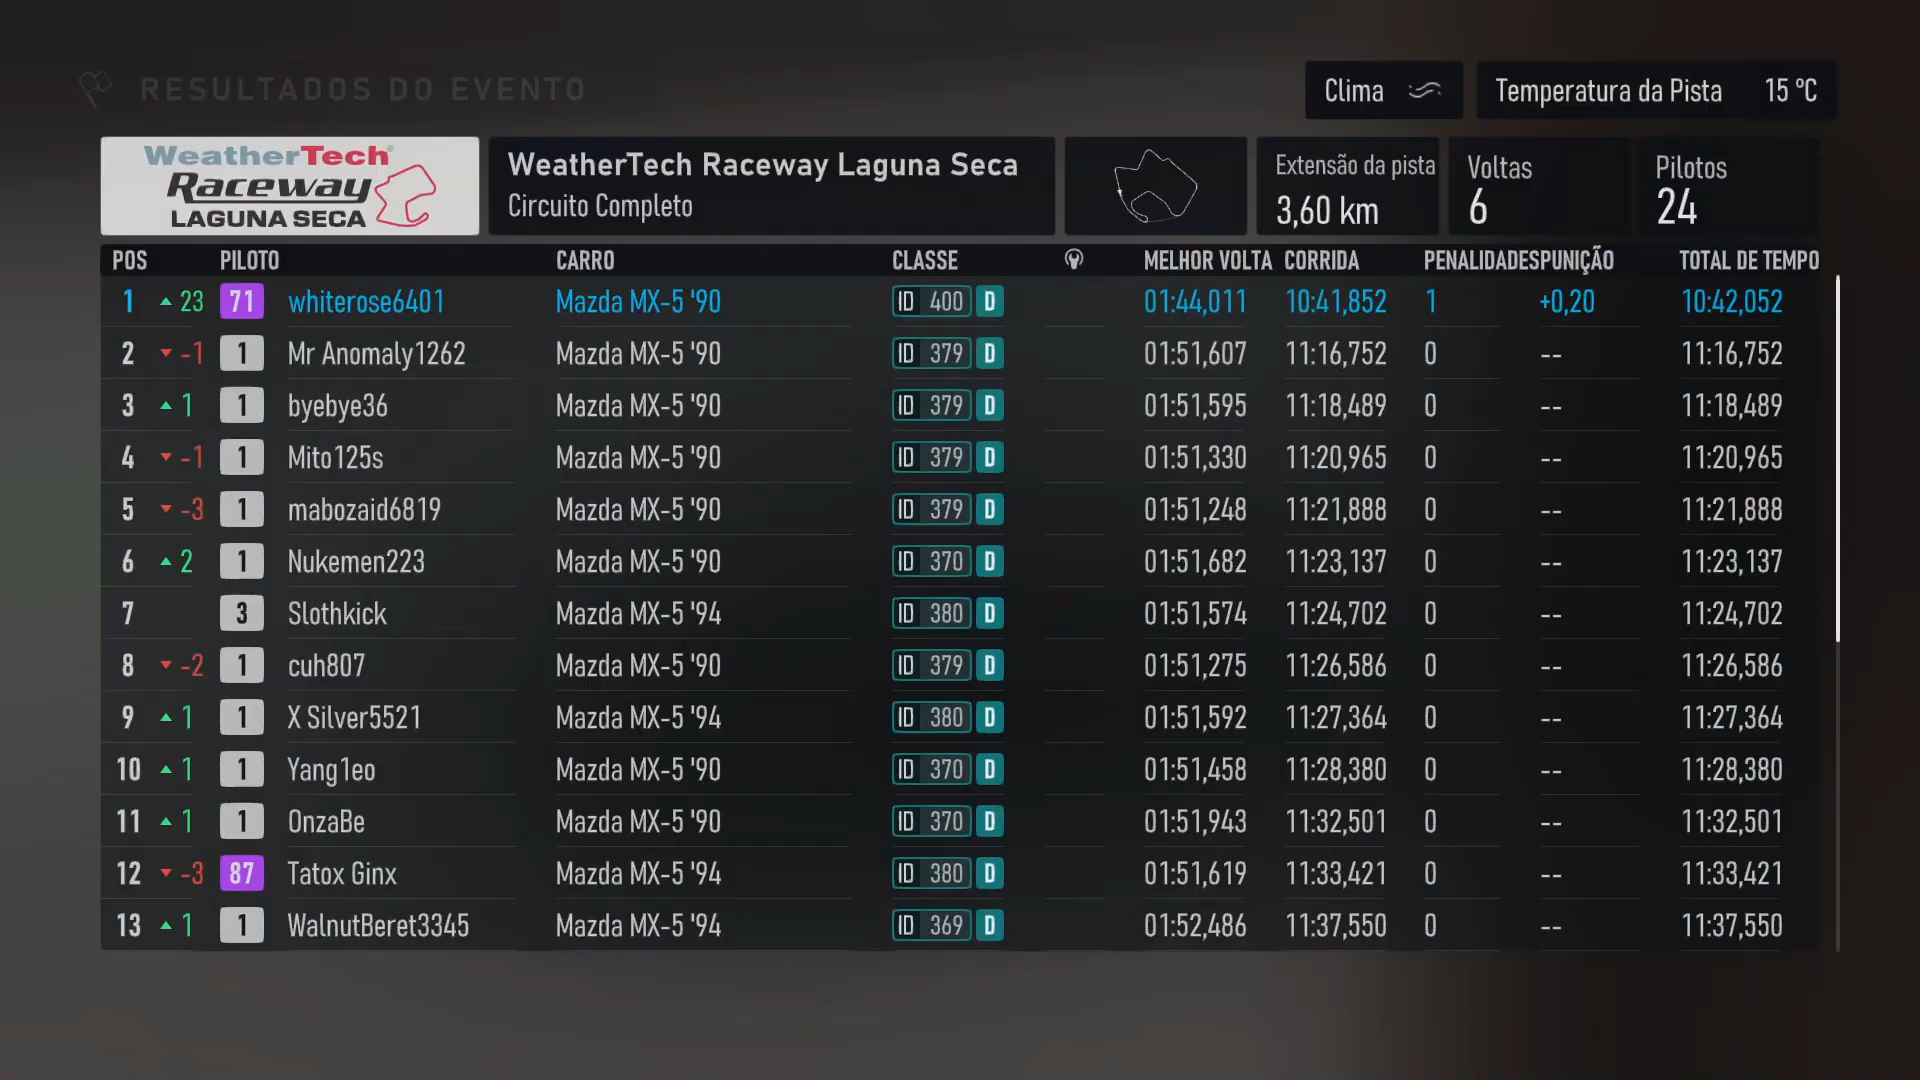 RESULTADOS DO EVENTO
Clima
Temperatura da Pista 15 °C
WeatherTech®
Raceway
LAGUNA SECA
WeatherTech Raceway Laguna Seca
Circuito Completo
Extensão da pista
3,60 km
Voltas
6
Pilotos
24
POS PILOTO CARRO CLASSE MELHOR VOLTA CORRIDA PENALIDADES PUNIÇÃO TOTAL DE TEMPO
1 23 71 whiterose6401 Mazda MX-5 '90 ID 400 D 01:44,011 10:41,852 1 +0,20 10:42,052
2 -1 1 Mr Anomaly1262 Mazda MX-5 '90 ID 379 D 01:51,607 11:16,752 0 -- 11:16,752
3 1 1 byebye36 Mazda MX-5 '90 ID 379 D 01:51,595 11:18,489 0 -- 11:18,489
4 -1 1 Mito125s Mazda MX-5 '90 ID 379 D 01:51,330 11:20,965 0 -- 11:20,965
5 -3 1 mabozaid6819 Mazda MX-5 '90 ID 379 D 01:51,248 11:21,888 0 -- 11:21,888
6 2 1 Nukemen223 Mazda MX-5 '90 ID 370 D 01:51,682 11:23,137 0 -- 11:23,137
7 3 Slothkick Mazda MX-5 '94 ID 380 D 01:51,574 11:24,702 0 -- 11:24,702
8 -2 1 cuh807 Mazda MX-5 '90 ID 379 D 01:51,275 11:26,586 0 -- 11:26,586
9 1 1 X Silver5521 Mazda MX-5 '94 ID 380 D 01:51,592 11:27,364 0 -- 11:27,364
10 1 1 Yang1eo Mazda MX-5 '90 ID 370 D 01:51,458 11:28,380 0 -- 11:28,380
11 1 1 OnzaBe Mazda MX-5 '90 ID 370 D 01:51,943 11:32,501 0 -- 11:32,501
12 -3 87 Tatox Ginx Mazda MX-5 '94 ID 380 D 01:51,619 11:33,421 0 -- 11:33,421
13 1 1 WalnutBeret3345 Mazda MX-5 '94 ID 369 D 01:52,486 11:37,550 0 -- 11:37,550